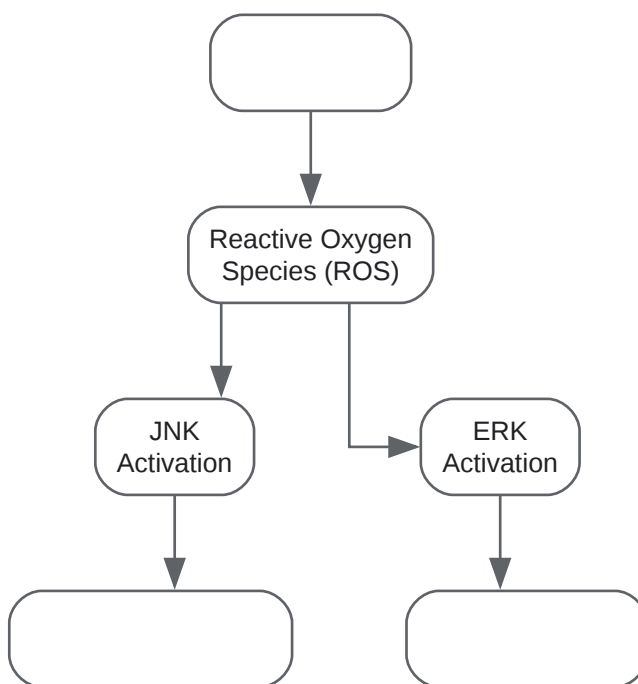 Reactive Oxygen
Species (ROS)
JNK
Activation
ERK
Activation